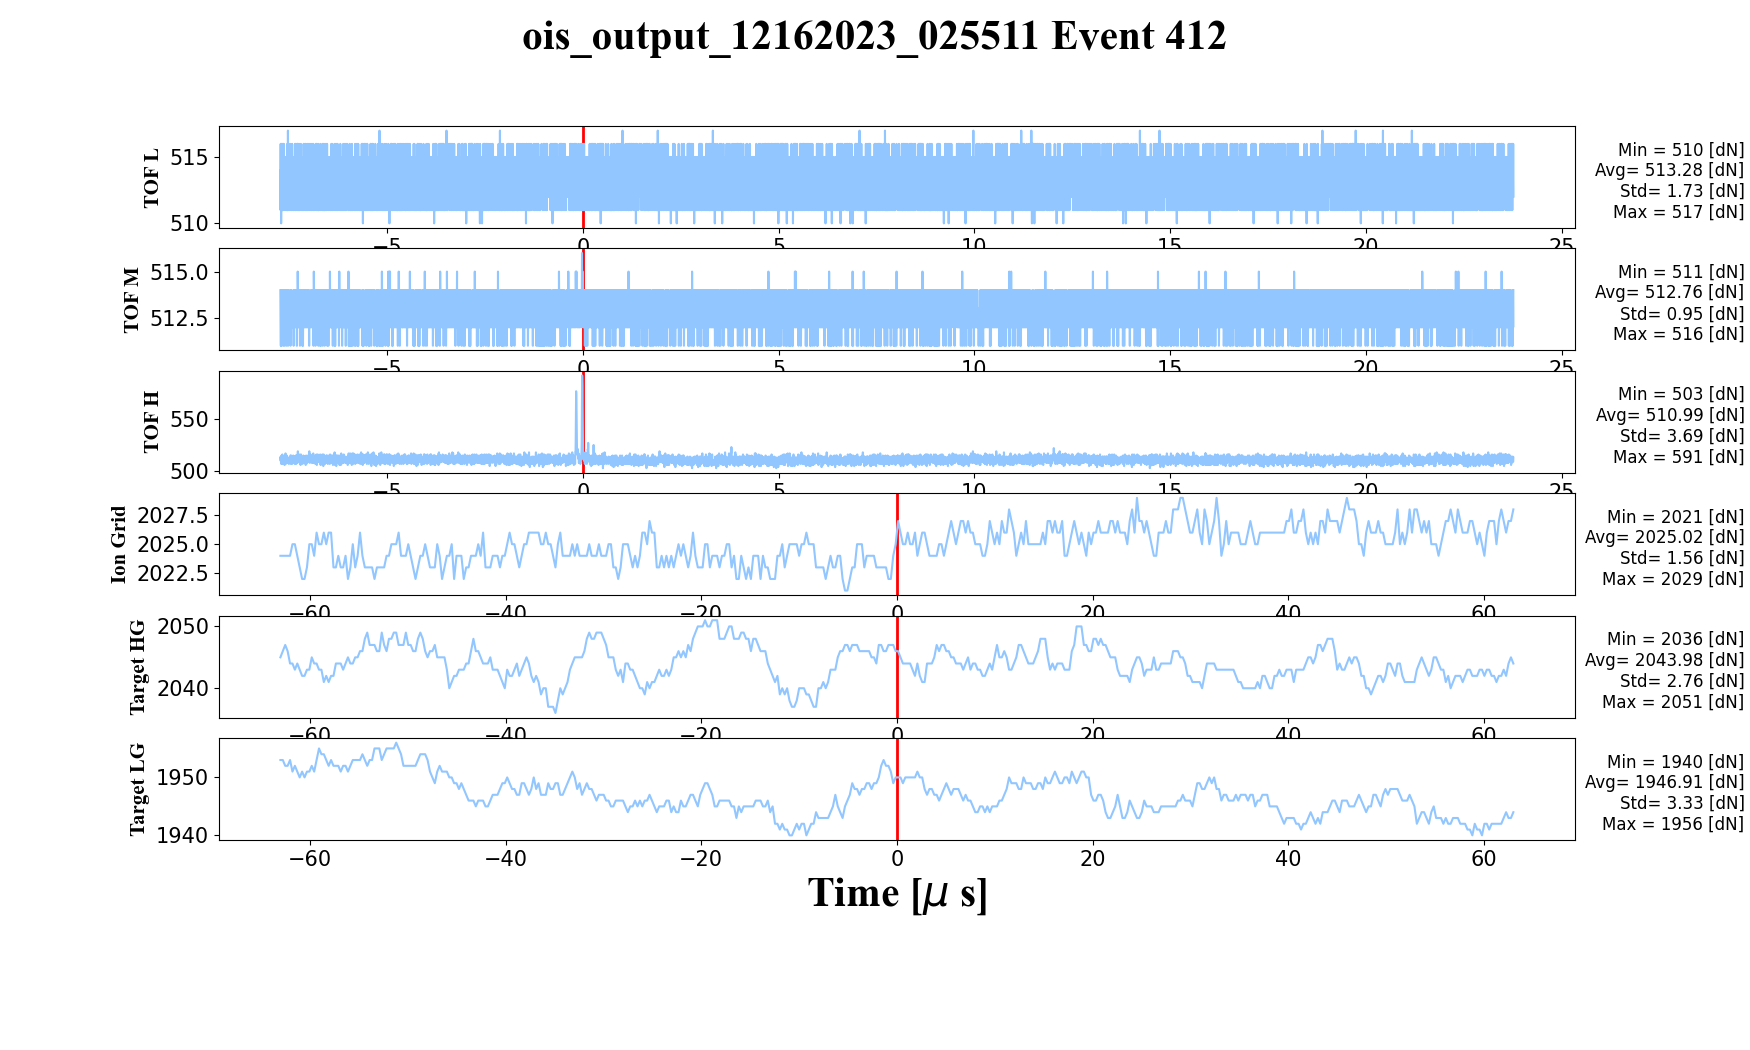 ois_output_12162023_025511 Event 412
TOF L
515
510
−5 0 5 10 15 20 25
Min = 510 [dN]
Avg= 513.28 [dN]
Std= 1.73 [dN]
Max = 517 [dN]
TOF M
515.0
512.5
−5 0 5 10 15 20 25
Min = 511 [dN]
Avg= 512.76 [dN]
Std= 0.95 [dN]
Max = 516 [dN]
TOF H
550
500
−5 0 5 10 15 20 25
Min = 503 [dN]
Avg= 510.99 [dN]
Std= 3.69 [dN]
Max = 591 [dN]
Ion Grid
2027.5
2025.0
2022.5
−60 −40 −20 0 20 40 60
Min = 2021 [dN]
Avg= 2025.02 [dN]
Std= 1.56 [dN]
Max = 2029 [dN]
Target HG
2050
2040
−60 −40 −20 0 20 40 60
Min = 2036 [dN]
Avg= 2043.98 [dN]
Std= 2.76 [dN]
Max = 2051 [dN]
Target LG
1950
1940
−60 −40 −20 0 20 40 60
Min = 1940 [dN]
Avg= 1946.91 [dN]
Std= 3.33 [dN]
Max = 1956 [dN]
Time [μ s]